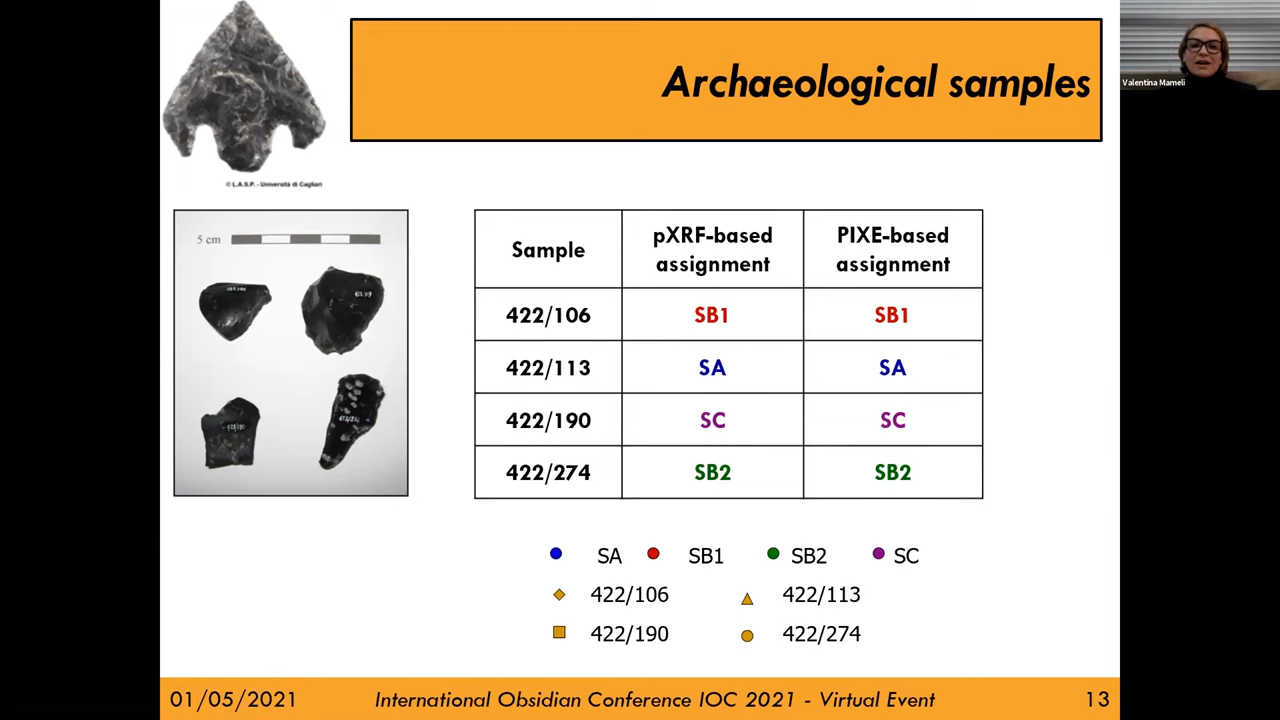 Archaeological samples
Valentina Mameli
© L.A.S.P. - Università di Cagliari
5 cm
Sample
pXRF-based
assignment
PIXE-based
assignment
422/106 SB1 SB1
422/113 SA SA
422/190 SC SC
422/274 SB2 SB2
SA SB1 SB2 SC
422/106 422/113
422/190 422/274
01/05/2021 International Obsidian Conference IOC 2021 - Virtual Event 13